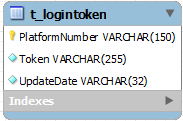 t_logintoken
PlatformNumber VARCHAR(150)
Token VARCHAR(255)
UpdateDate VARCHAR(32)
Indexes